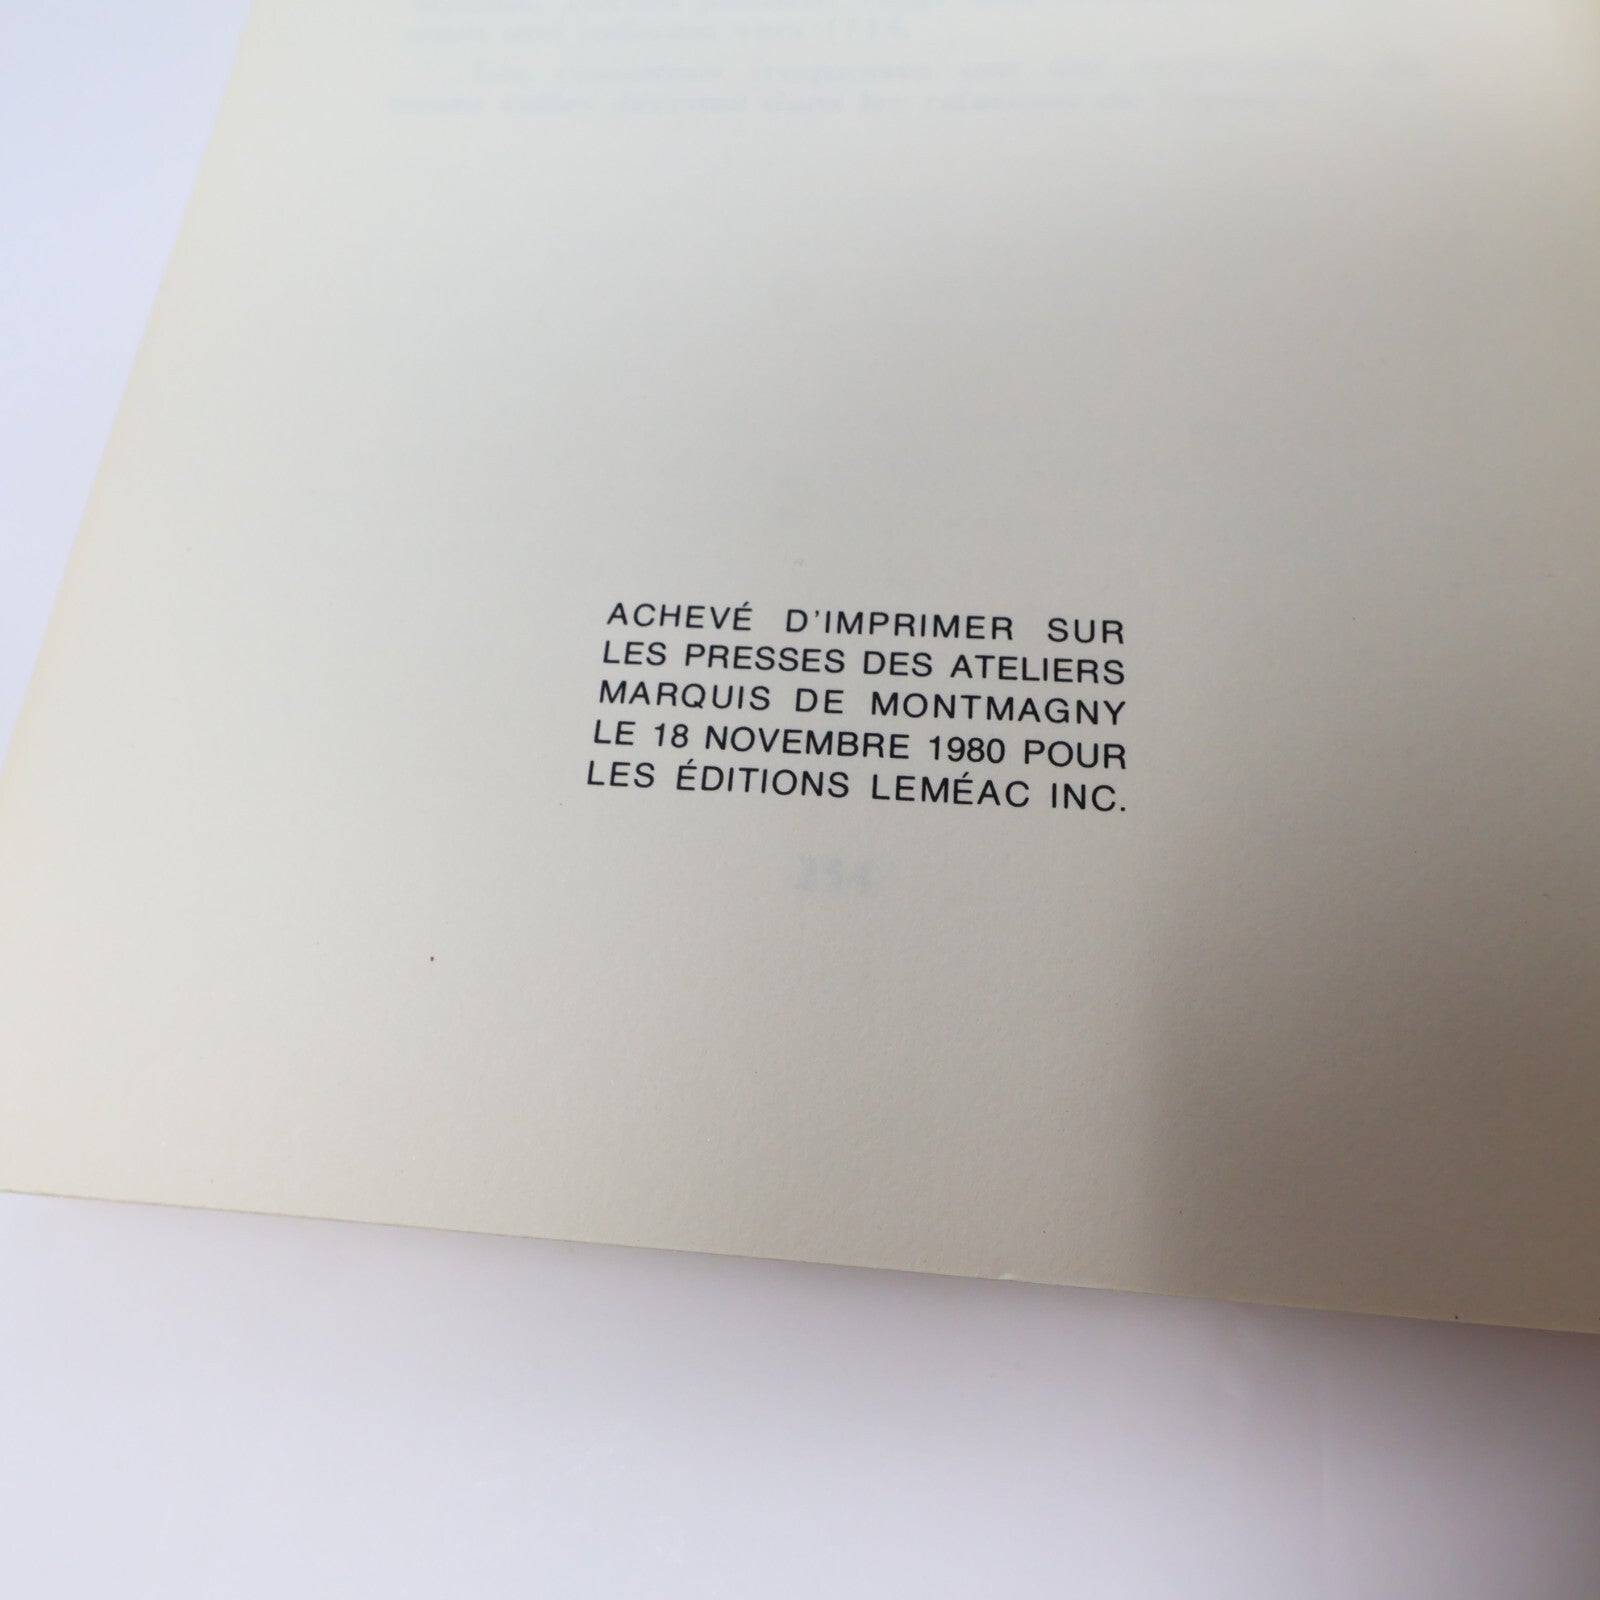 ACHEVÉ D'IMPRIMER SUR
LES PRESSES DES ATELIERS
MARQUIS DE MONTMAGNY
LE 18 NOVEMBRE 1980 POUR
LES ÉDITIONS LEMÉAC INC.
254